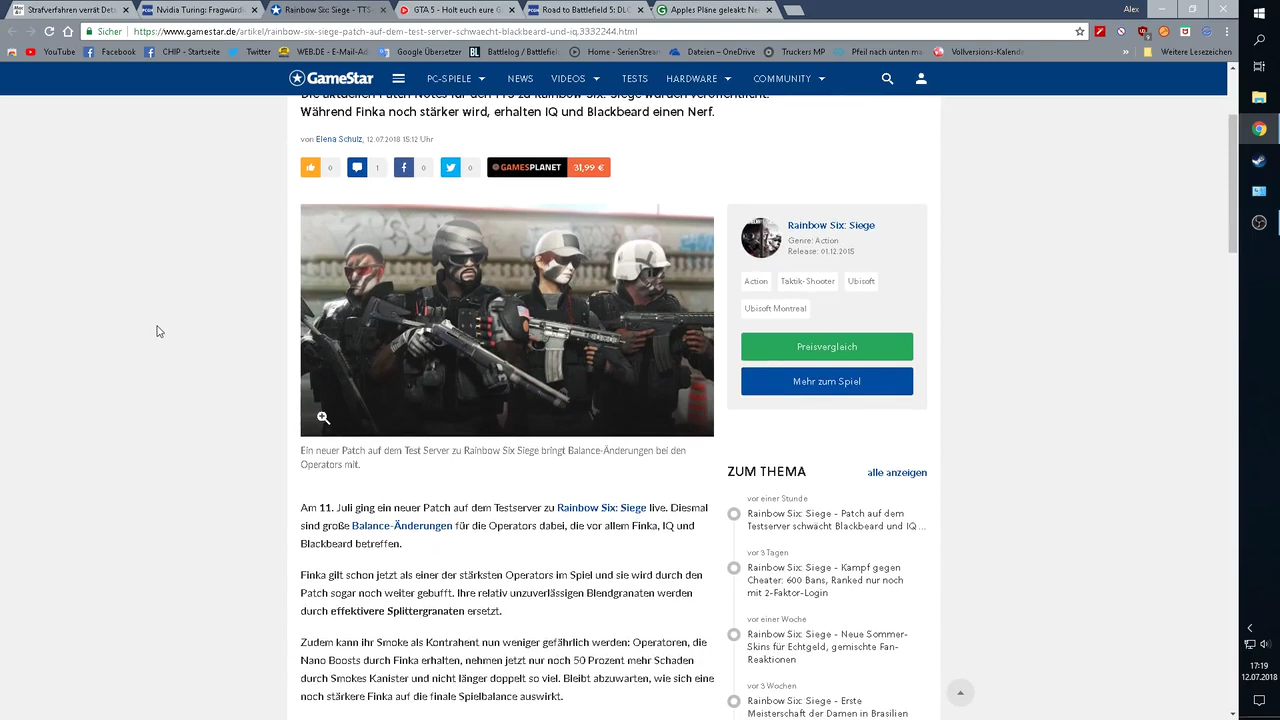 Strafverfahren verrät Det
Nvidia Turing: Fragwürdi
Rainbow Six: Siege - TTS-
GTA 5 - Holt euch eure G
Road to Battlefield 5: DLC
Apples Pläne geleakt: Ne
Alex
Sicher
https://www.gamestar.de/artikel/rainbow-six-siege-patch-auf-dem-test-server-schwaecht-blackbeard-und-iq,3332244.html
YouTube
Facebook
CHIP - Startseite
Twitter
WEB.DE - E-Mail-Ad
Google Übersetzer
Battlelog / Battlefiel
Home - SerienStream
Dateien – OneDrive
Truckers MP
Pfeil nach unten ma
Vollversions-Kalende
Weitere Lesezeichen
GameStar
PC-SPIELE
NEWS
VIDEOS
TESTS
HARDWARE
COMMUNITY
Die aktuellen Patch Notes für den TTS zu Rainbow Six: Siege wurden veröffentlicht.
Während Finka noch stärker wird, erhalten IQ und Blackbeard einen Nerf.
von Elena Schulz, 12.07.2018 15:12 Uhr
0
1
0
0
GAMESPLANET 31,99 €
Rainbow Six: Siege
Genre: Action
Release: 01.12.2015
Action
Taktik-Shooter
Ubisoft
Ubisoft Montreal
Preisvergleich
Mehr zum Spiel
Ein neuer Patch auf dem Test Server zu Rainbow Six Siege bringt Balance-Änderungen bei den
Operators mit.
Am 11. Juli ging ein neuer Patch auf dem Testserver zu Rainbow Six: Siege live. Diesmal
sind große Balance-Änderungen für die Operators dabei, die vor allem Finka, IQ und
Blackbeard betreffen.
Finka gilt schon jetzt als einer der stärksten Operators im Spiel und sie wird durch den
Patch sogar noch weiter gebufft. Ihre relativ unzuverlässigen Blendgranaten werden
durch effektivere Splittergranaten ersetzt.
Zudem kann ihr Smoke als Kontrahent nun weniger gefährlich werden: Operatoren, die
Nano Boosts durch Finka erhalten, nehmen jetzt nur noch 50 Prozent mehr Schaden
durch Smokes Kanister und nicht länger doppelt so viel. Bleibt abzuwarten, wie sich eine
noch stärkere Finka auf die finale Spielbalance auswirkt.
ZUM THEMA
alle anzeigen
vor einer Stunde
Rainbow Six: Siege - Patch auf dem
Testserver schwächt Blackbeard und IQ ...
vor 3 Tagen
Rainbow Six: Siege - Kampf gegen
Cheater: 600 Bans, Ranked nur noch
mit 2-Faktor-Login
vor einer Woche
Rainbow Six: Siege - Neue Sommer-
Skins für Echtgeld, gemischte Fan-
Reaktionen
vor 3 Wochen
Rainbow Six: Siege - Erste
Meisterschaft der Damen in Brasilien
17:19
12.07.2018